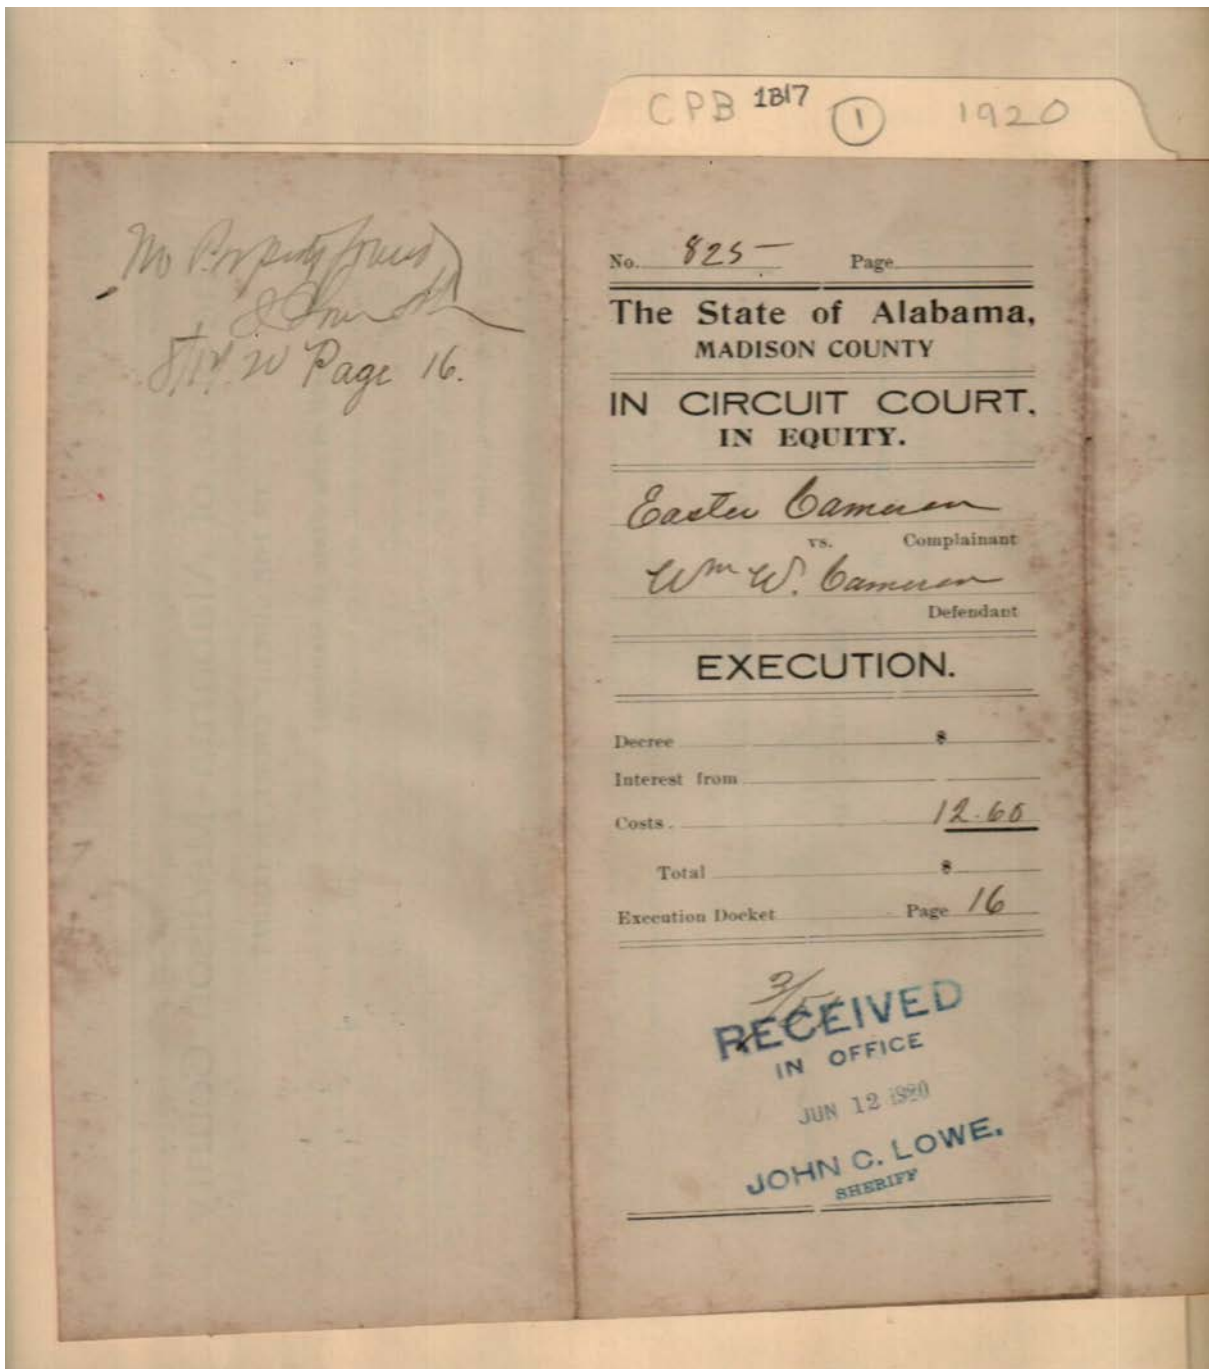 CPB 1B17 1 1920
No Property found
Page 16.
No. 825 Page
The State of Alabama,
MADISON COUNTY
IN CIRCUIT COURT,
IN EQUITY.
Easter Cameron
vs. Complainant
Wm W. Cameron
Defendant
EXECUTION.
Decree $
Interest from
Costs. 12.60
Total $
Execution Docket Page 16
RECEIVED
IN OFFICE
JUN 12 1920
JOHN C. LOWE.
SHERIFF